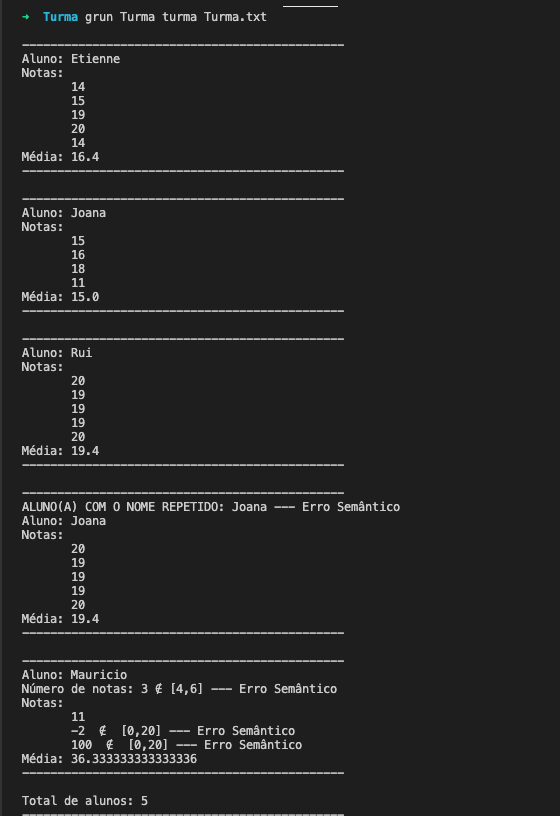 ➜ Turma grun Turma turma Turma.txt
----------------------------------------------
Aluno: Etienne
Notas:
14
15
19
20
14
Média: 16.4
----------------------------------------------
----------------------------------------------
Aluno: Joana
Notas:
15
16
18
11
Média: 15.0
----------------------------------------------
----------------------------------------------
Aluno: Rui
Notas:
20
19
19
19
20
Média: 19.4
----------------------------------------------
----------------------------------------------
ALUNO(A) COM O NOME REPETIDO: Joana --- Erro Semântico
Aluno: Joana
Notas:
20
19
19
19
20
Média: 19.4
----------------------------------------------
----------------------------------------------
Aluno: Mauricio
Número de notas: 3 ∉ [4,6] --- Erro Semântico
Notas:
11
-2 ∉ [0,20] --- Erro Semântico
100 ∉ [0,20] --- Erro Semântico
Média: 36.333333333333336
----------------------------------------------
Total de alunos: 5
----------------------------------------------